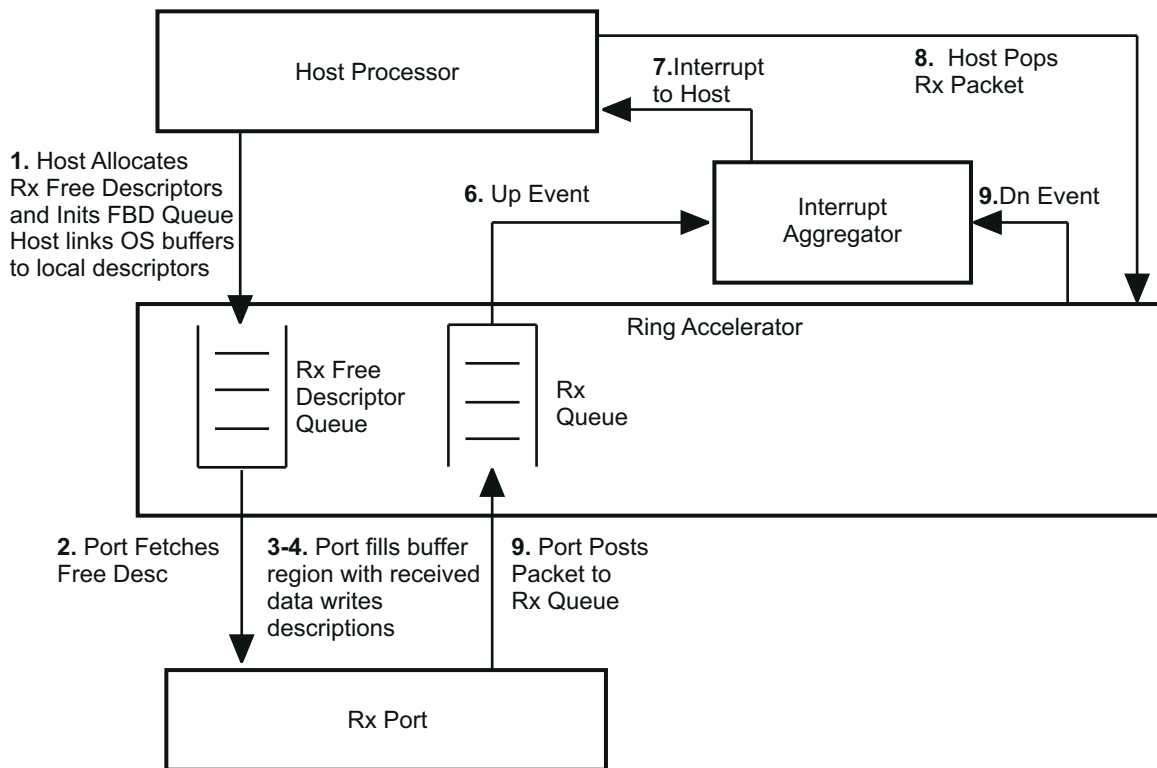 Host Processor
8. Host Pops
Rx Packet
7.Interrupt
to Host
1. Host Allocates
Rx Free Descriptors
and Inits FBD Queue
Host links OS buffers
to local descriptors
6. Up Event
Interrupt
Aggregator
9.Dn Event
Ring Accelerator
Rx Free
Descriptor
Queue
Rx
Queue
2. Port Fetches
Free Desc
3-4. Port fills buffer
region with received
data writes
descriptions
9. Port Posts
Packet to
Rx Queue
Rx Port